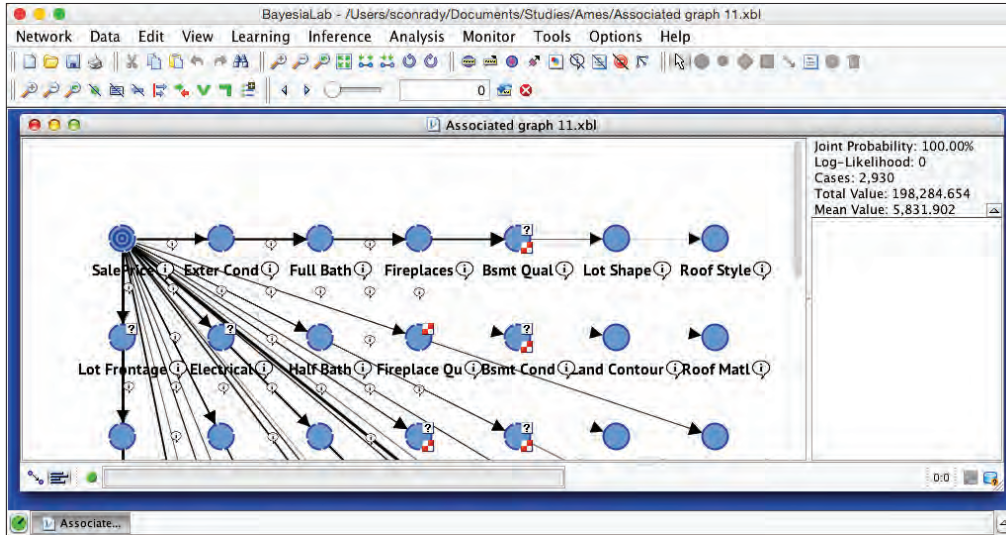 BayesiaLab - /Users/sconrady/Documents/Studies/Ames/Associated graph 11.xbl
Network Data Edit View Learning Inference Analysis Monitor Tools Options Help
0
Associated graph 11.xbl
Joint Probability: 100.00%
Log-Likelihood: 0
Cases: 2,930
Total Value: 198,284.654
Mean Value: 5,831.902
SalePrice Exter Cond Full Bath Fireplaces Bsmt Qual Lot Shape Roof Style
Lot Frontage Electrical Half Bath Fireplace Qu Bsmt Cond and Contour Roof Matl
0:0
Associate...